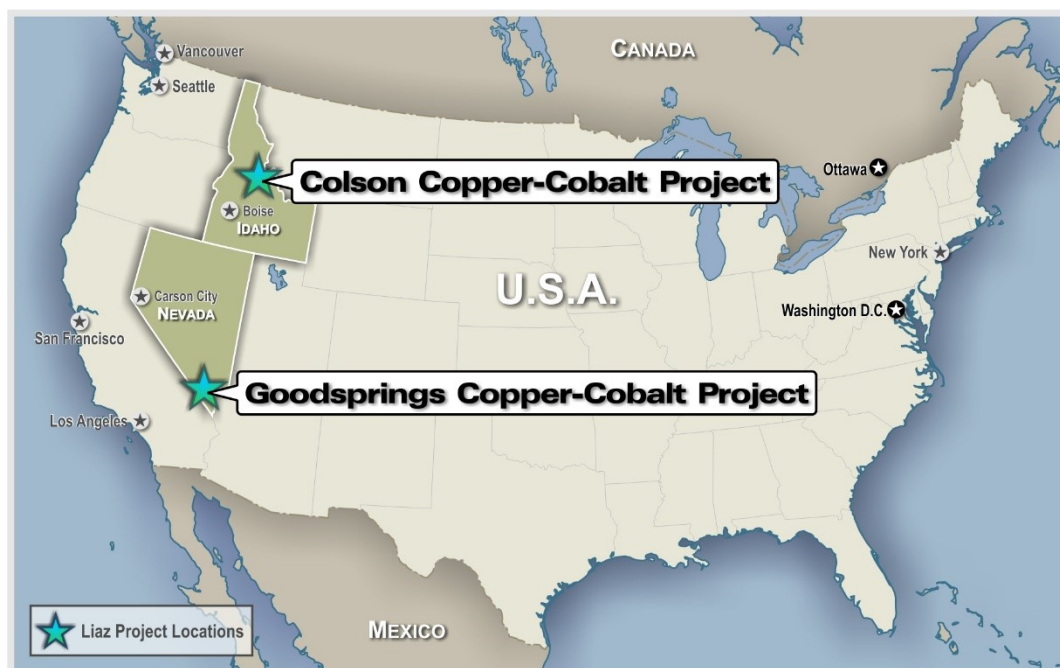 CANADA
Vancouver
Seattle
Ottawa
Colson Copper-Cobalt Project
Boise
IDAHO
New York
U.S.A.
Carson City
NEVADA
Washington D.C.
San Francisco
Goodsprings Copper-Cobalt Project
Los Angeles
MEXICO
Liaz Project Locations